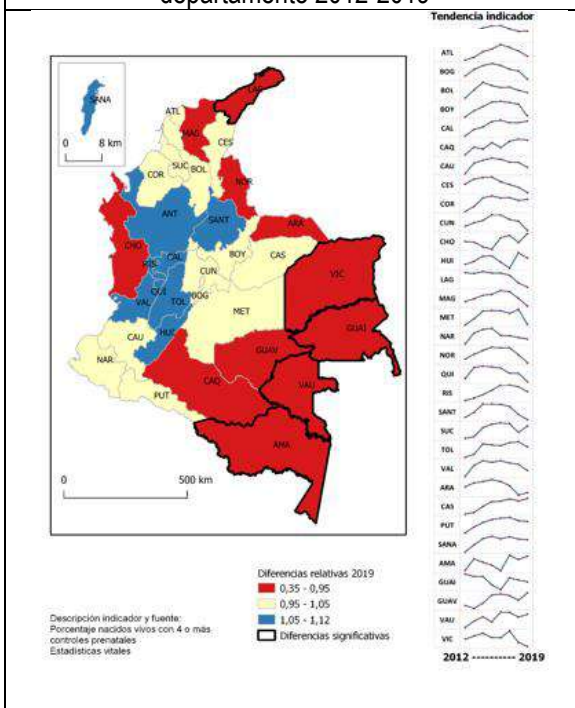 departamento 2012-2019
Tendencia indicador
SANA
0 8 km
ATL
LAG
MAG
CES
COR
SUC
BOL
NOR
ANT
SANT
ARA
CHO
BOY
CAS
RIS
CAL
CUN
VIC
QUI
BOG
VAL
TOL
MET
GUAI
HUI
CAU
GUAV
NAR
CAQ
VAU
PUT
AMA
0 500 km
Diferencias relativas 2019
0,35 - 0,95
0,95 - 1,05
1,05 - 1,12
Diferencias significativas
Descripción indicador y fuente:
Porcentaje nacidos vivos con 4 o más
controles prenatales
Estadísticas vitales
ATL
BOG
BOL
BOY
CAL
CAQ
CAU
CES
COR
CUN
CHO
HUI
LAG
MAG
MET
NAR
NOR
QUI
RIS
SANT
SUC
TOL
VAL
ARA
CAS
PUT
SANA
AMA
GUAI
GUAV
VAU
VIC
2012 ---------- 2019